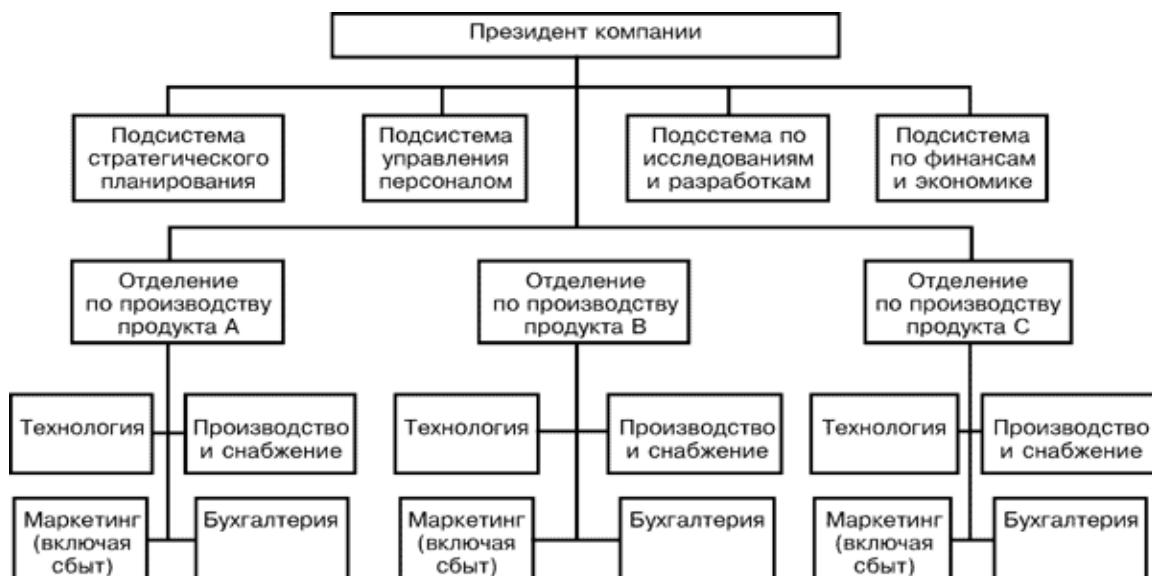 Президент компании
Подсистема
стратегического
планирования
Подсистема
управления
персоналом
Подсстема по
исследованиям
и разработкам
Подсистема
по финансам
и экономике
Отделение
по производству
продукта А
Отделение
по производству
продукта В
Отделение
по производству
продукта С
Технология
Производство
и снабжение
Технология
Производство
и снабжение
Технология
Производство
и снабжение
Маркетинг
(включая
сбыт)
Бухгалтерия
Маркетинг
(включая
сбыт)
Бухгалтерия
Маркетинг
(включая
сбыт)
Бухгалтерия